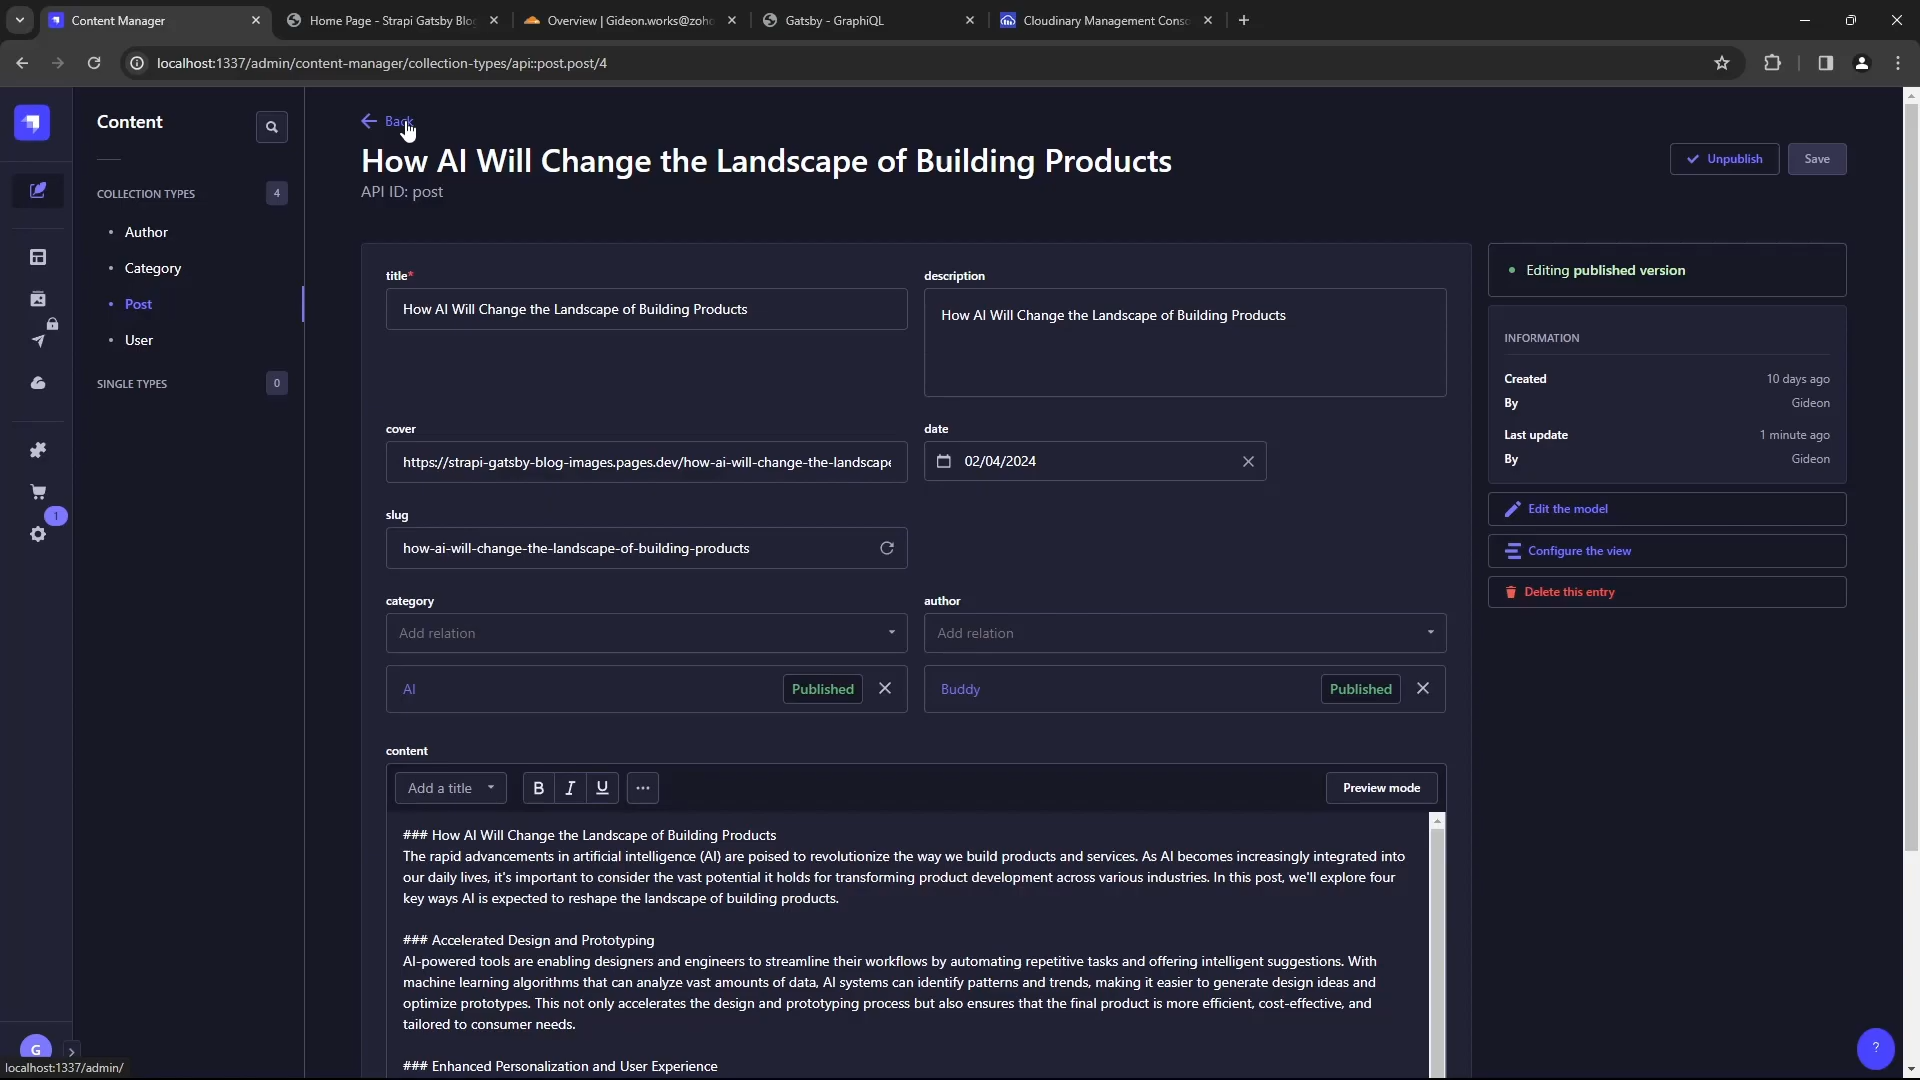 Content Manager
Home Page - Strapi Gatsby Blo
Overview | Gideon.works@zoho
Gatsby - GraphiQL
Cloudinary Management Conso
localhost:1337/admin/content-manager/collection-types/api::post.post/4
Content
COLLECTION TYPES
4
Author
Category
Post
User
SINGLE TYPES
0
1
G
localhost:1337/admin/
Back
How AI Will Change the Landscape of Building Products
API ID: post
Unpublish
Save
title*
How AI Will Change the Landscape of Building Products
description
How AI Will Change the Landscape of Building Products
cover
https://strapi-gatsby-blog-images.pages.dev/how-ai-will-change-the-landscape
date
02/04/2024
slug
how-ai-will-change-the-landscape-of-building-products
category
Add relation
AI
Published
author
Add relation
Buddy
Published
content
Add a title
B
I
U
Preview mode
### How AI Will Change the Landscape of Building Products
The rapid advancements in artificial intelligence (AI) are poised to revolutionize the way we build products and services. As AI becomes increasingly integrated into
our daily lives, it's important to consider the vast potential it holds for transforming product development across various industries. In this post, we'll explore four
key ways AI is expected to reshape the landscape of building products.
### Accelerated Design and Prototyping
AI-powered tools are enabling designers and engineers to streamline their workflows by automating repetitive tasks and offering intelligent suggestions. With
machine learning algorithms that can analyze vast amounts of data, AI systems can identify patterns and trends, making it easier to generate design ideas and
optimize prototypes. This not only accelerates the design and prototyping process but also ensures that the final product is more efficient, cost-effective, and
tailored to consumer needs.
### Enhanced Personalization and User Experience
Editing published version
INFORMATION
Created
10 days ago
By
Gideon
Last update
1 minute ago
By
Gideon
Edit the model
Configure the view
Delete this entry
?